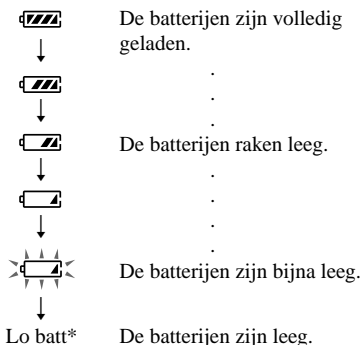 De batterijen zijn volledig
geladen.
.
.
.
De batterijen raken leeg.
.
.
.
.
De batterijen zijn bijna leeg.
Lo batt* De batterijen zijn leeg.